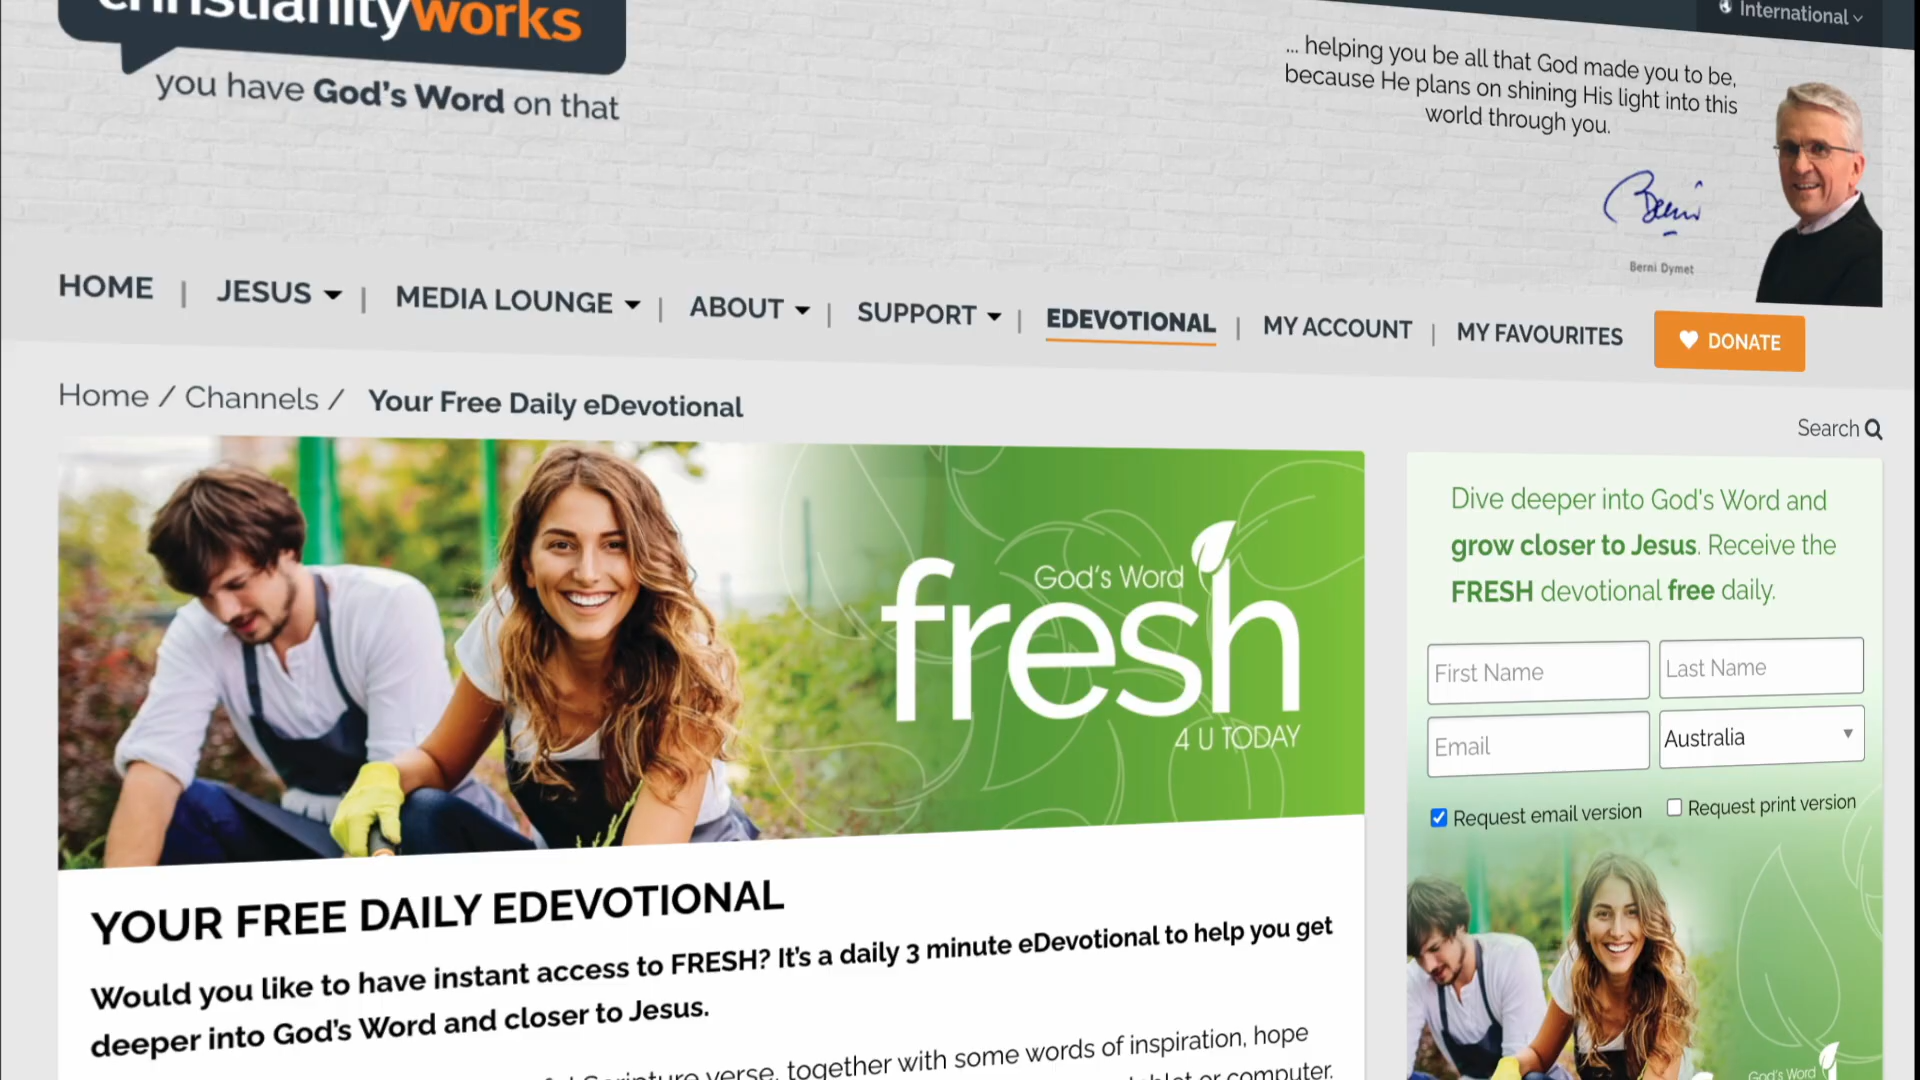 christianityworks
you have God's Word on that
International
... helping you be all that God made you to be,
because He plans on shining His light into this
world through you.
Berni
Berni Dymet
HOME | JESUS | MEDIA LOUNGE | ABOUT | SUPPORT | EDEVOTIONAL | MY ACCOUNT | MY FAVOURITES
DONATE
Home / Channels / Your Free Daily eDevotional
Search
God's Word
fresh
4 U TODAY
Dive deeper into God's Word and
grow closer to Jesus. Receive the
FRESH devotional free daily.
First Name
Last Name
Email
Australia
Request email version
Request print version
YOUR FREE DAILY EDEVOTIONAL
Would you like to have instant access to FRESH? It's a daily 3 minute eDevotional to help you get
deeper into God's Word and closer to Jesus.
Scripture verse, together with some words of inspiration, hope
or computer.
God's Word